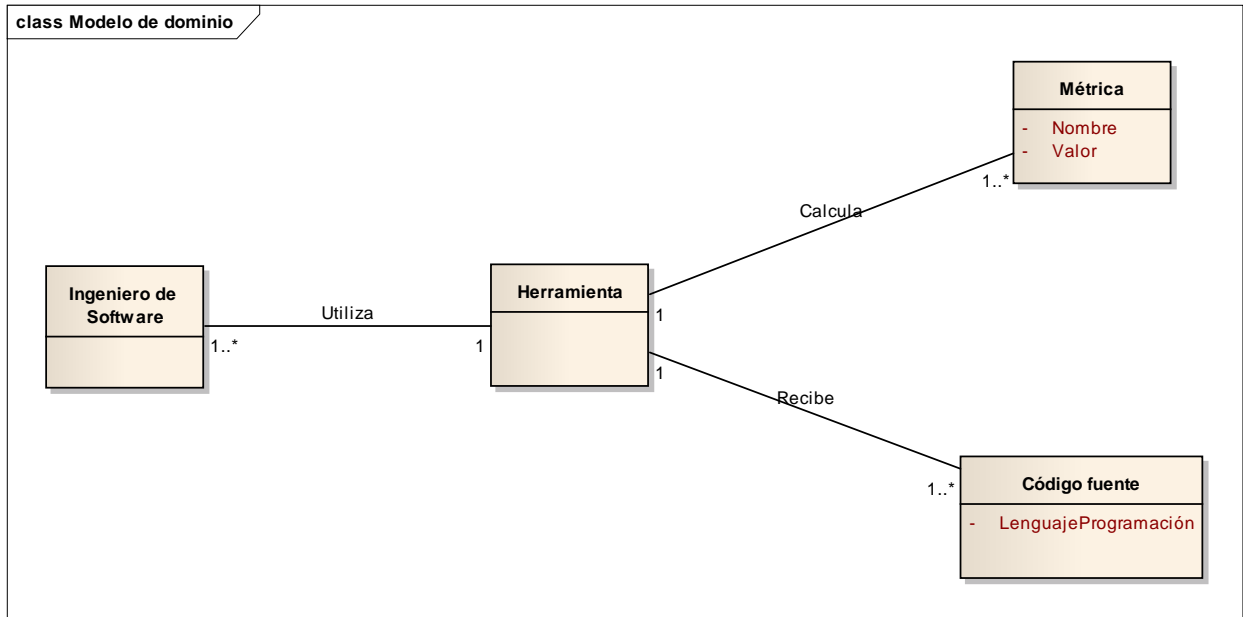 class Modelo de dominio
Métrica
- Nombre
- Valor
1..*
Calcula
Ingeniero de
Software
1..*
Utiliza
1
Herramienta
1
1
Recibe
1..*
Código fuente
- LenguajeProgramación